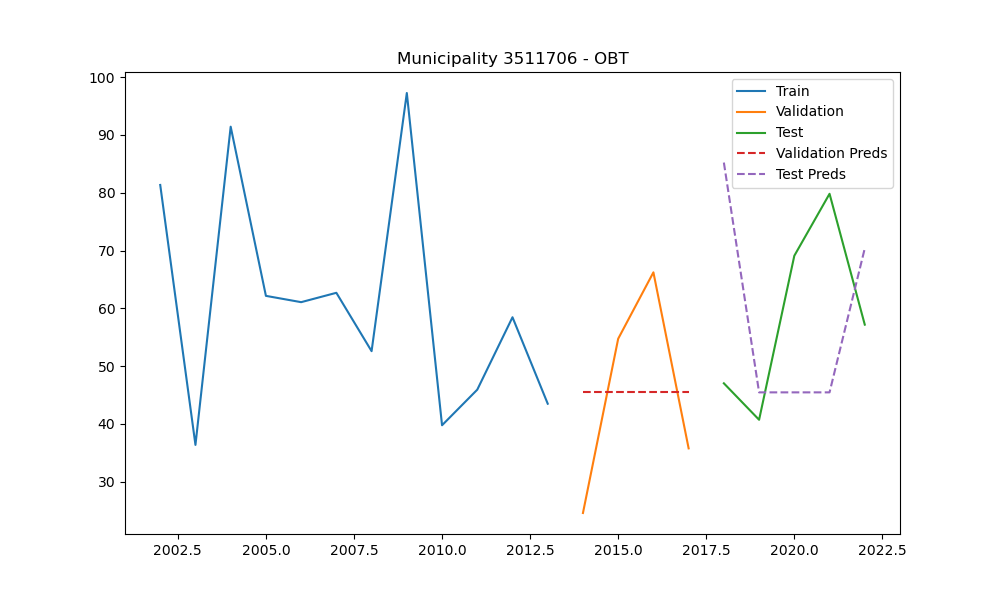 Municipality 3511706 - OBT
100
90
80
70
60
50
40
30
Train
Validation
Test
Validation Preds
Test Preds
2002.5 2005.0 2007.5 2010.0 2012.5 2015.0 2017.5 2020.0 2022.5